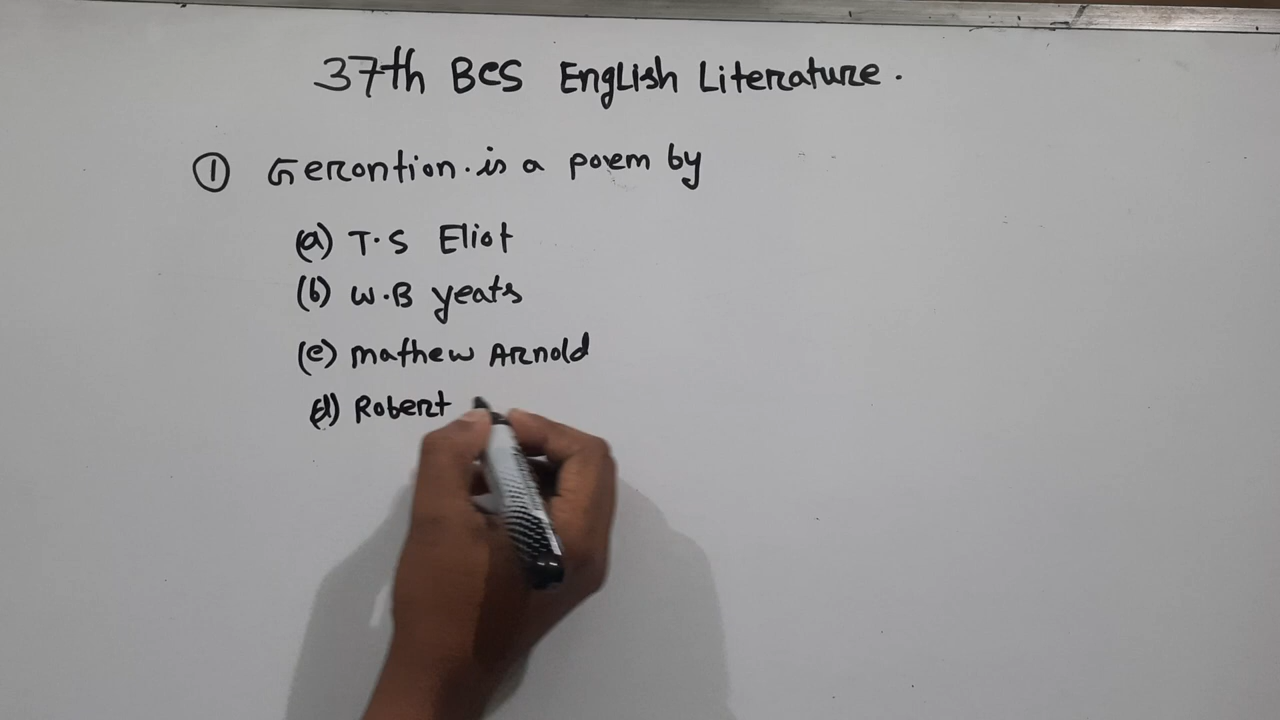 37th BCS English Literature.
① Gerontion. is a poem by
(a) T.S Eliot
(b) W.B yeats
(c) Mathew Arnold
(d) Robert